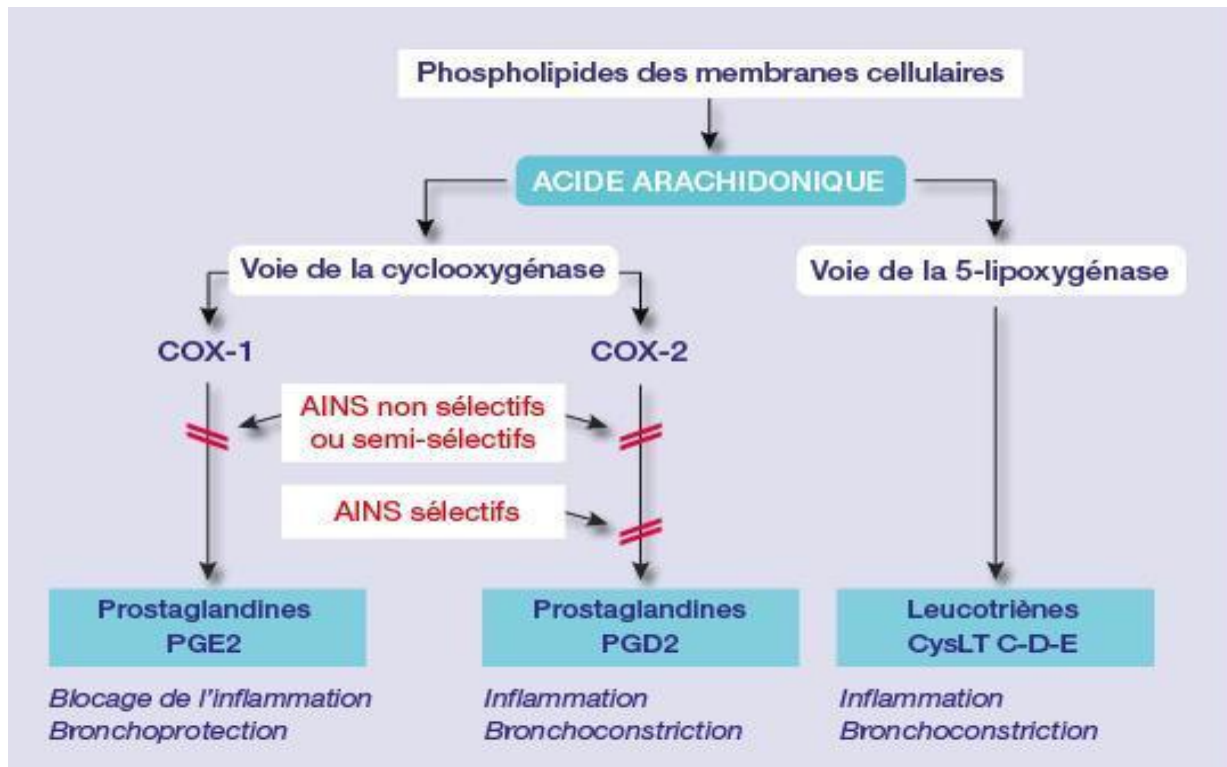 Phospholipides des membranes cellulaires
ACIDE ARACHIDONIQUE
Voie de la cyclooxygénase
Voie de la 5-lipoxygénase
COX-1
COX-2
AINS non sélectifs
ou semi-sélectifs
AINS sélectifs
Prostaglandines
PGE2
Prostaglandines
PGD2
Leucotriènes
CysLT C-D-E
Blocage de l'inflammation
Bronchoprotection
Inflammation
Bronchoconstriction
Inflammation
Bronchoconstriction